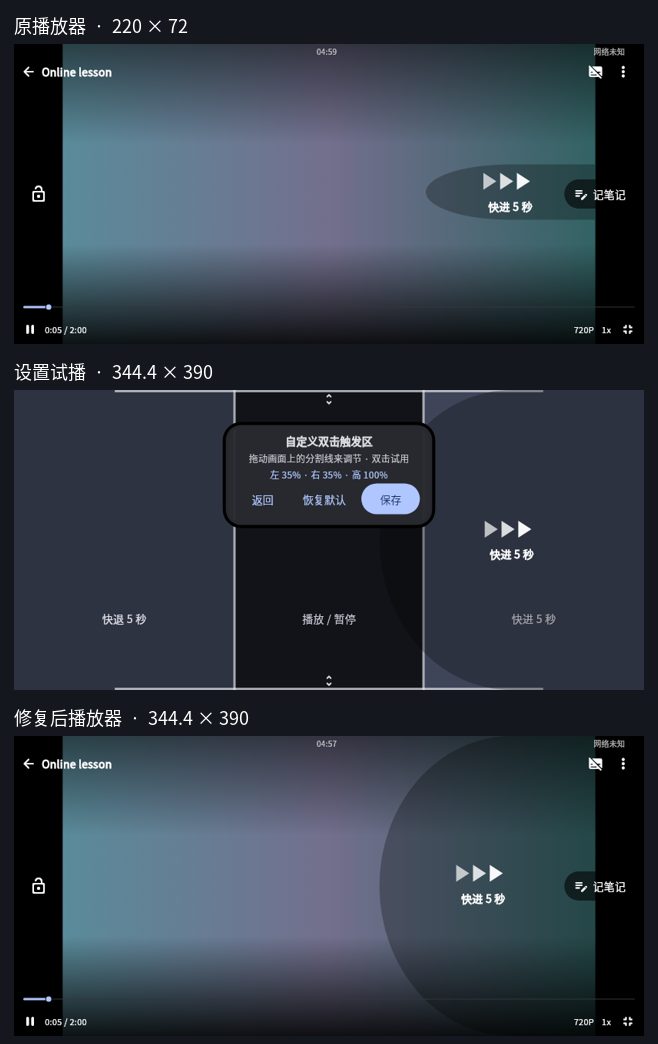 原播放器 · 220 × 72
04:59
网络未知
Online lesson
快进 5 秒
记笔记
0:05 / 2:00
720P 1x
设置试播 · 344.4 × 390
自定义双击触发区
拖动画面上的分割线来调节 · 双击试用
左 35% · 右 35% · 高 100%
返回 恢复默认 保存
快进 5 秒
快退 5 秒
播放 / 暂停
快进 5 秒
修复后播放器 · 344.4 × 390
04:57
网络未知
Online lesson
快进 5 秒
记笔记
0:05 / 2:00
720P 1x